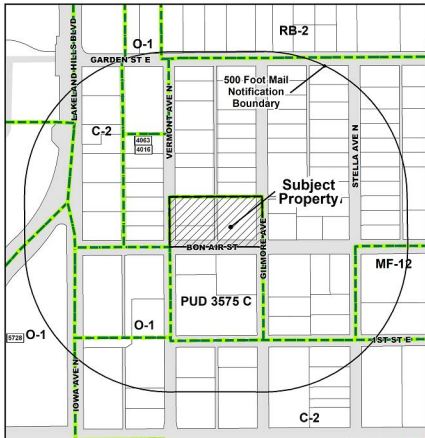 O-1
RB-2
LAKELAND HILLS BLVD
GARDEN ST E
500 Foot Mail
Notification
Boundary
VERMONT AVE N
C-2
4063
4016
STELLA AVE N
Subject
Property
BON-AIR ST
GILMORE AVE
MF-12
PUD 3575 C
5728
O-1
O-1
1ST ST E
IOWA AVE N
C-2